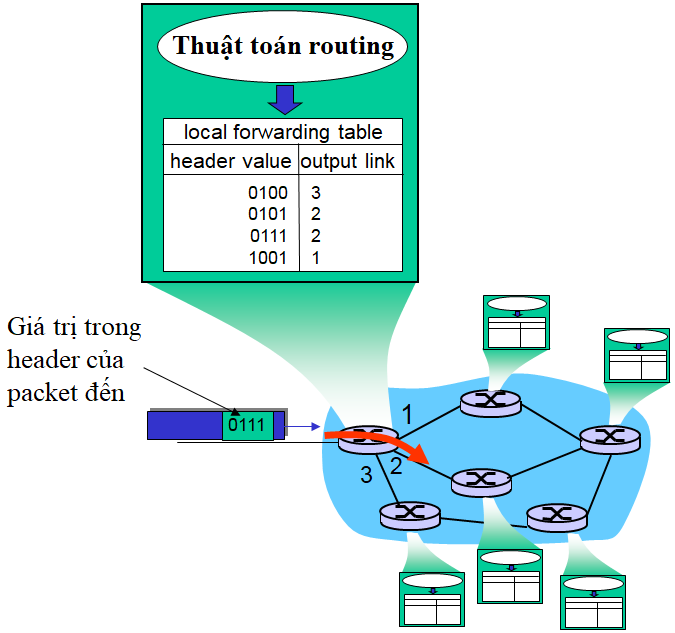 Thuật toán routing
local forwarding table
header value output link
0100 3
0101 2
0111 2
1001 1
Giá trị trong
header của
packet đến
0111
1
2
3